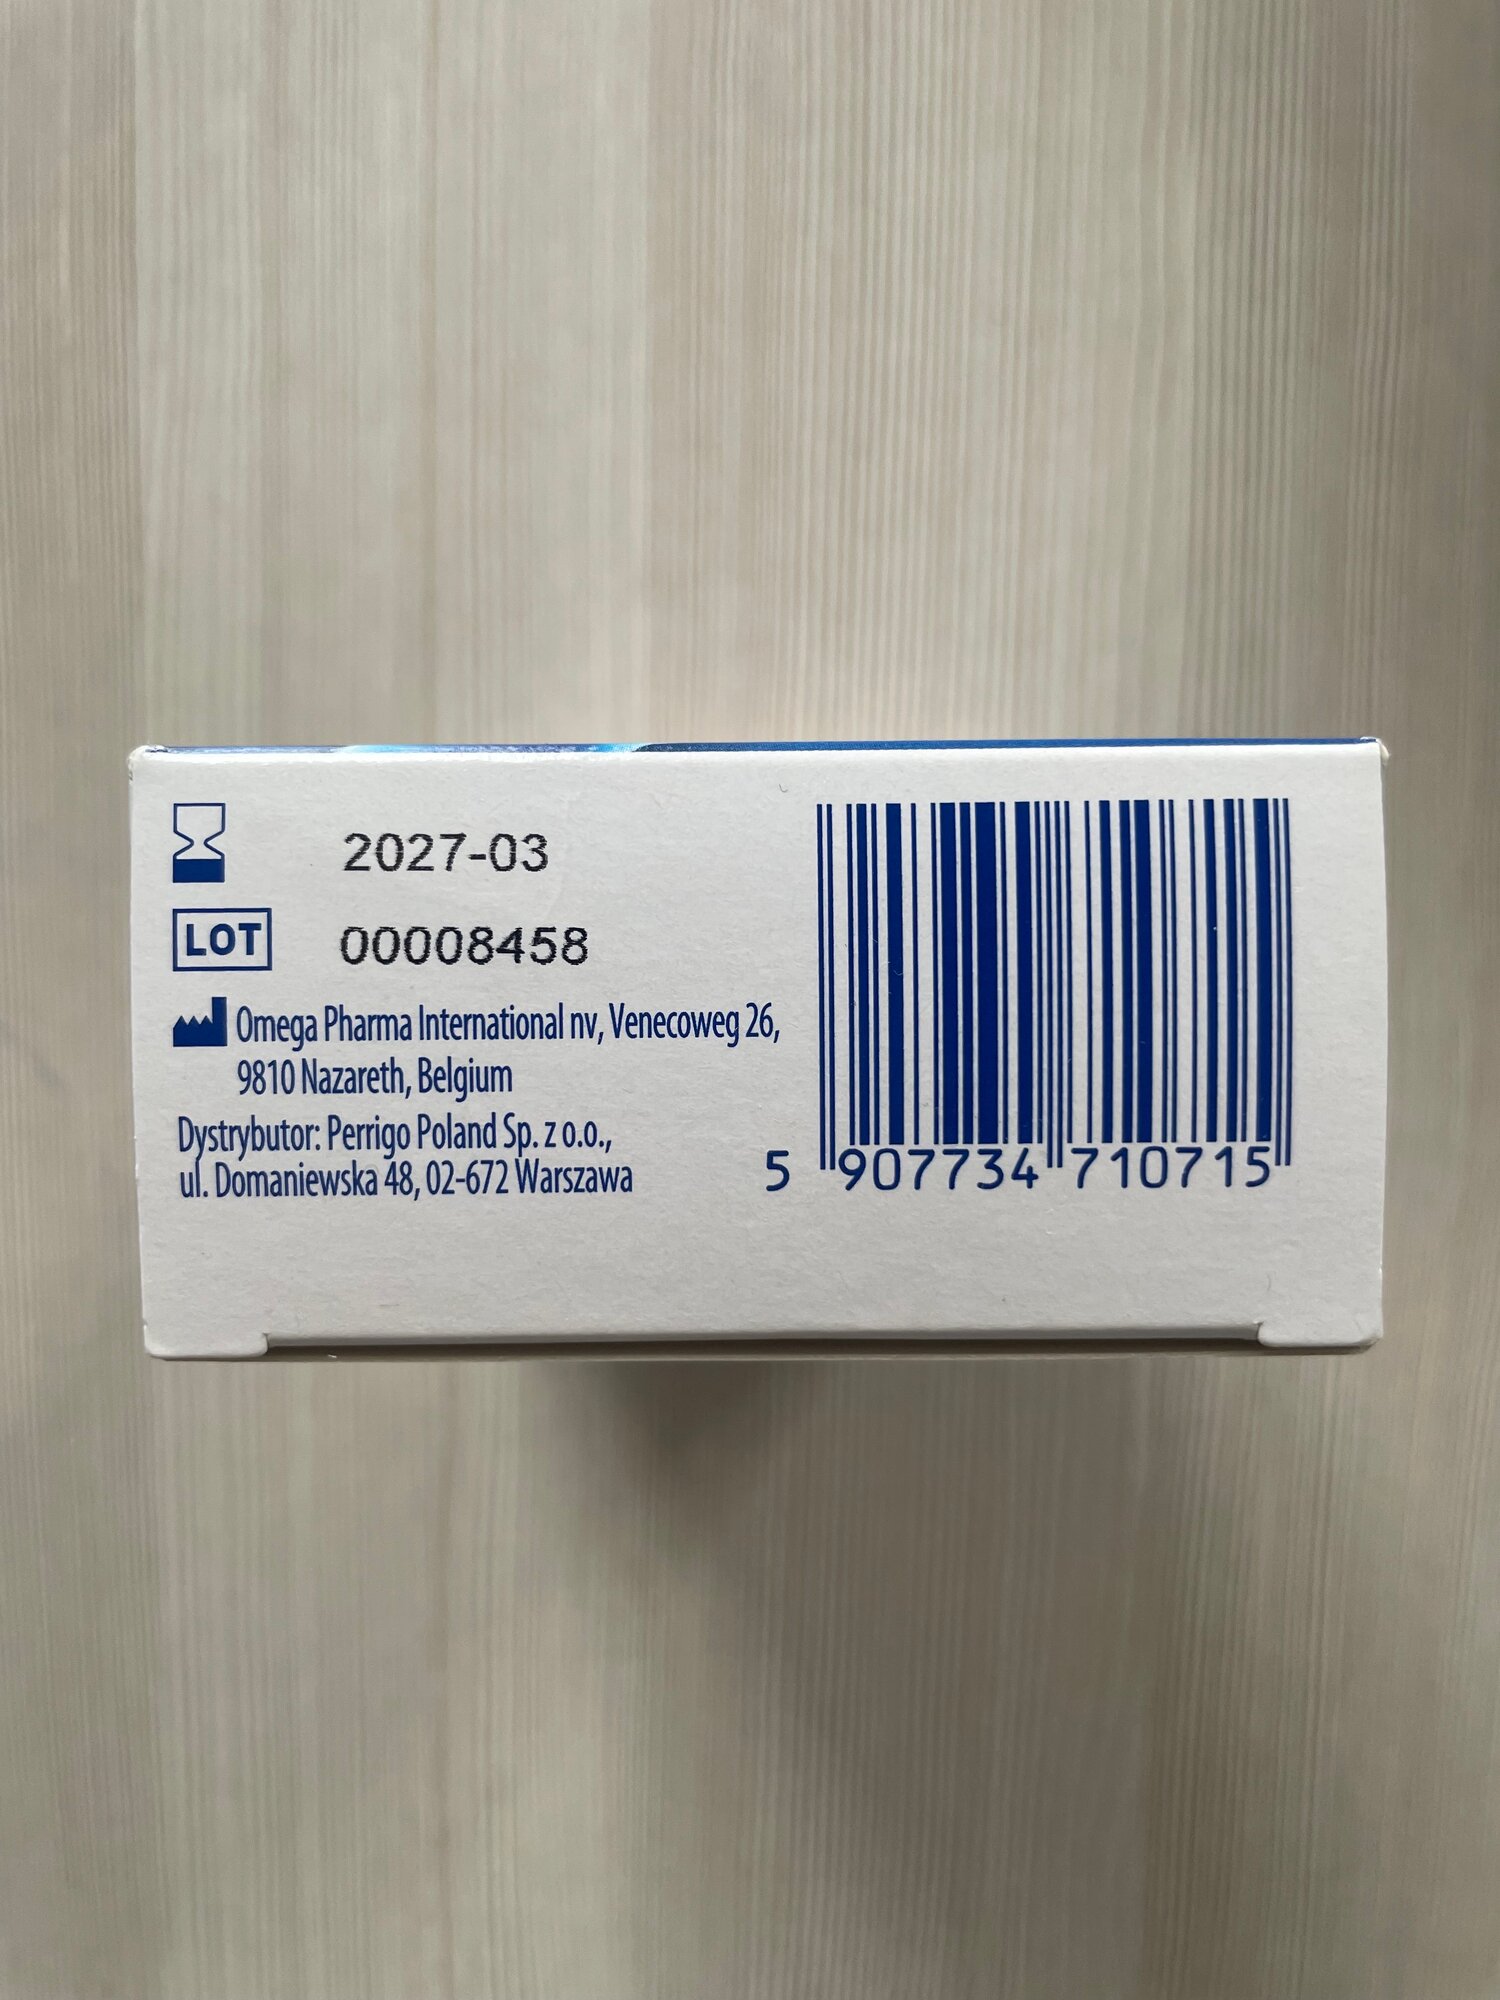 2027-03
LOT 00008458
Omega Pharma International nv, Venecoweg 26,
9810 Nazareth, Belgium
Dystrybutor: Perrigo Poland Sp. z o.o.,
ul. Domaniewska 48, 02-672 Warszawa
5 907734 710715